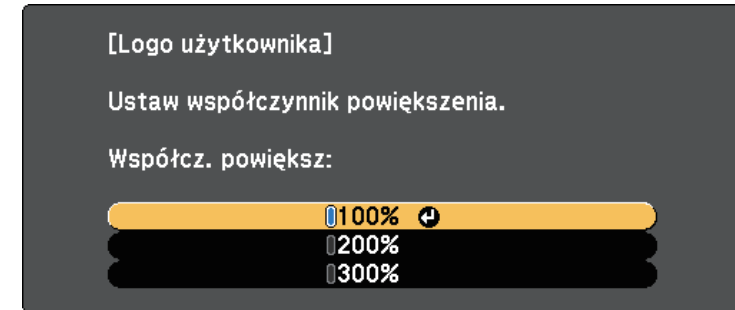 [Logo użytkownika]
Ustaw współczynnik powiększenia.
Współcz. powiększ:
100%
200%
300%